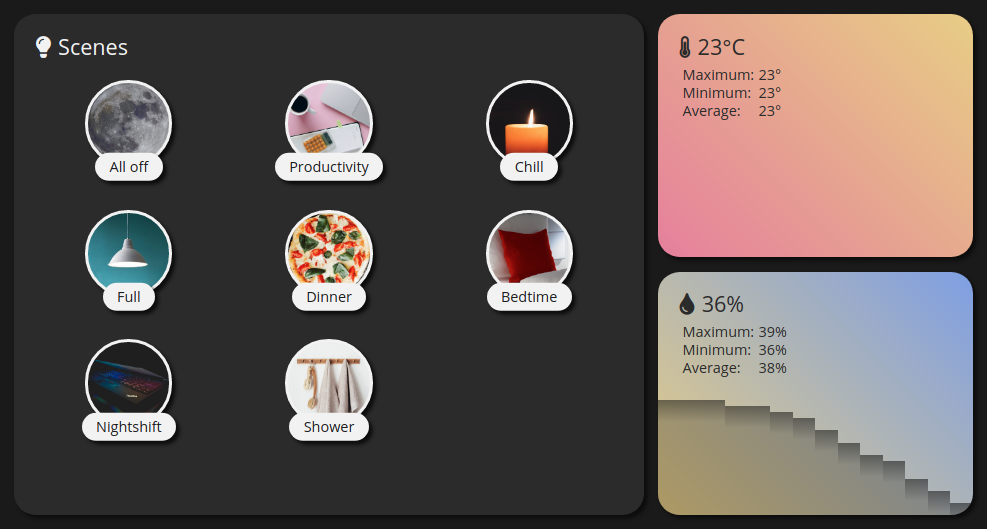 Scenes
All off
Productivity
Chill
Full
Dinner
Bedtime
Nightshift
Shower
23°C
Maximum: 23°
Minimum: 23°
Average: 23°
36%
Maximum: 39%
Minimum: 36%
Average: 38%